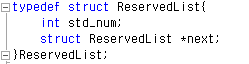 typedef struct ReservedList{
    int std_num;
    struct ReservedList *next;
}ReservedList;